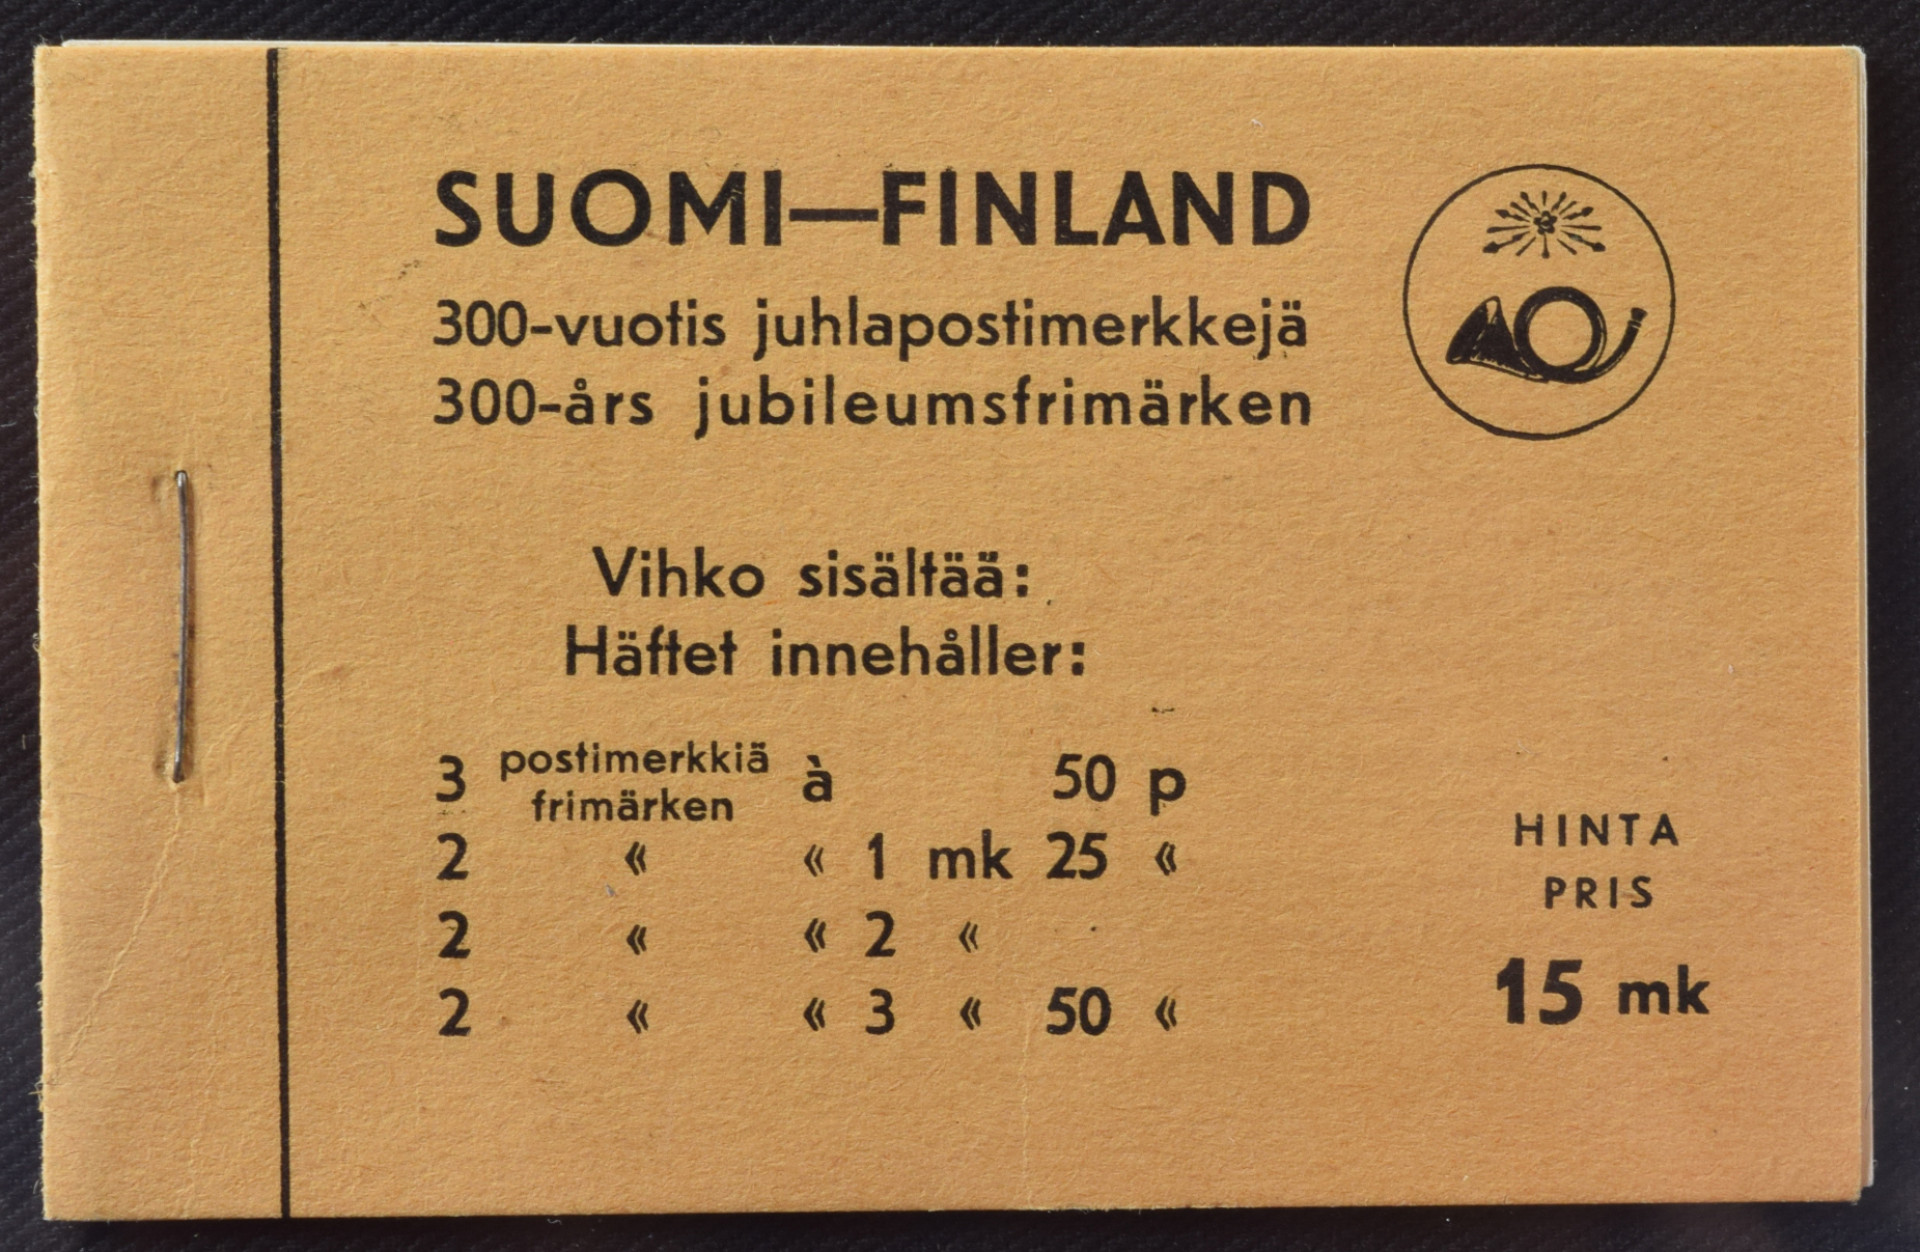 SUOMI—FINLAND
300-vuotis juhlapostimerkkejä
300-års jubileumsfrimärken
Vihko sisältää:
Häftet innehåller:
3 postimerkkiä à 50 p
frimärken
2 « « 1 mk 25 «
2 « « 2 «
2 « « 3 « 50 «
HINTA
PRIS
15 mk